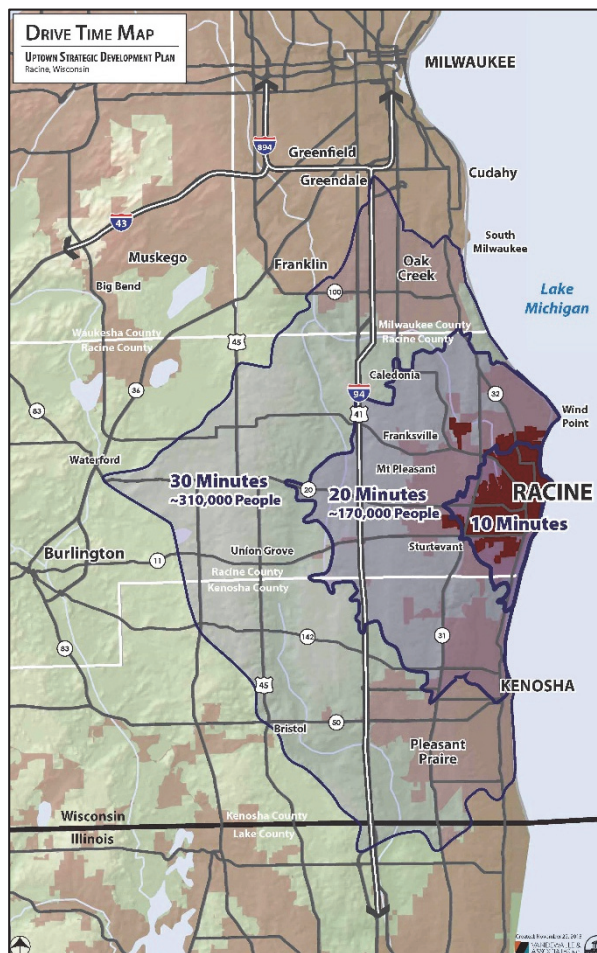 DRIVE TIME MAP
UPTOWN STRATEGIC DEVELOPMENT PLAN
Racine, Wisconsin
MILWAUKEE
894
Greenfield
Greendale
Cudahy
43
South
Milwaukee
Muskego
Franklin
Oak
Creek
Big Bend
100
Lake
Michigan
Waukesha County
Racine County
45
Milwaukee County
Racine County
36
Caledonia
94
32
83
41
Wind
Point
Franksville
Waterford
Mt Pleasant
30 Minutes
~310,000 People
20
20 Minutes
~170,000 People
RACINE
10 Minutes
Burlington
Union Grove
Sturtevant
11
Racine County
Kenosha County
83
142
31
45
KENOSHA
50
Bristol
Pleasant
Praire
Wisconsin
Illinois
Kenosha County
Lake County
VANDEWALLE &